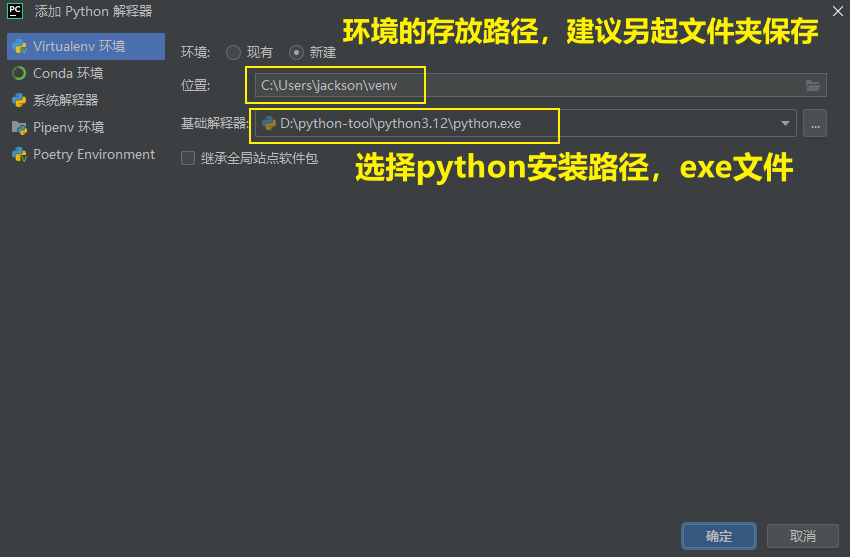 PC 添加 Python 解释器
环境的存放路径，建议另起文件夹保存
Virtualenv 环境
Conda 环境
系统解释器
Pipenv 环境
Poetry Environment
环境: 现有 新建
位置: C:\Users\jackson\venv
基础解释器: D:\python-tool\python3.12\python.exe ...
继承全局站点软件包
选择python安装路径，exe文件
确定 取消